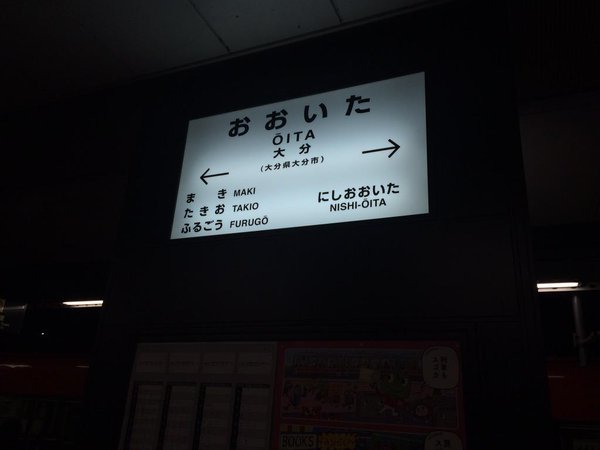 おおいた
ŌITA
大分
(大分県大分市)
← →
まき MAKI
たきお TAKIO
ふるごう FURUGŌ
にしおおいた
NISHI-ŌITA
BOOKS